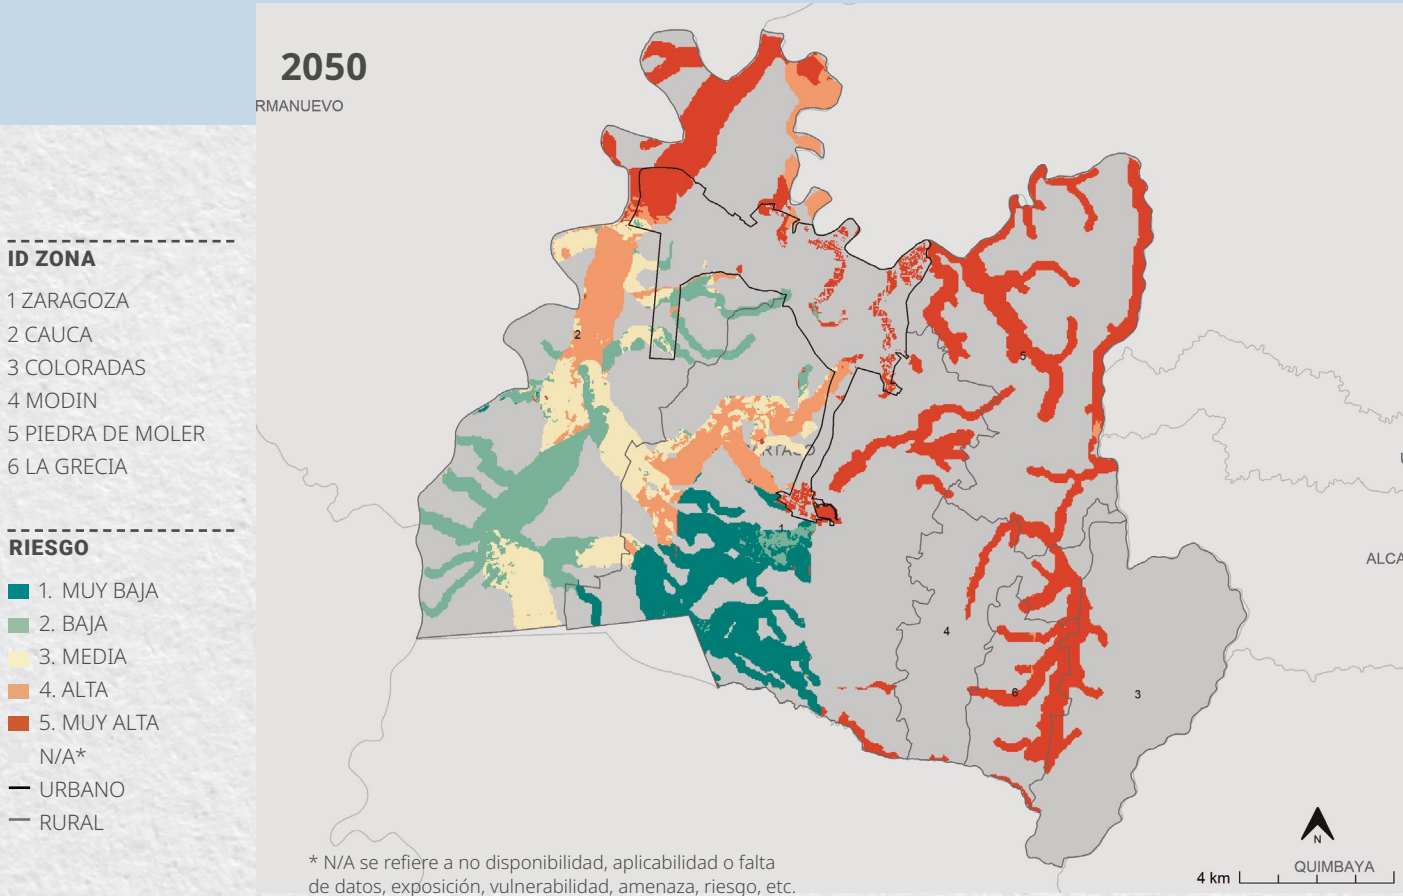 2050
RMANUEVO
ID ZONA
1 ZARAGOZA
2 CAUCA
3 COLORADAS
4 MODIN
5 PIEDRA DE MOLER
6 LA GRECIA
RIESGO
1. MUY BAJA
2. BAJA
3. MEDIA
4. ALTA
5. MUY ALTA
N/A*
URBANO
RURAL
2
5
1
4
6
3
ALCA
N
QUIMBAYA
4 km
* N/A se refiere a no disponibilidad, aplicabilidad o falta
de datos, exposición, vulnerabilidad, amenaza, riesgo, etc.